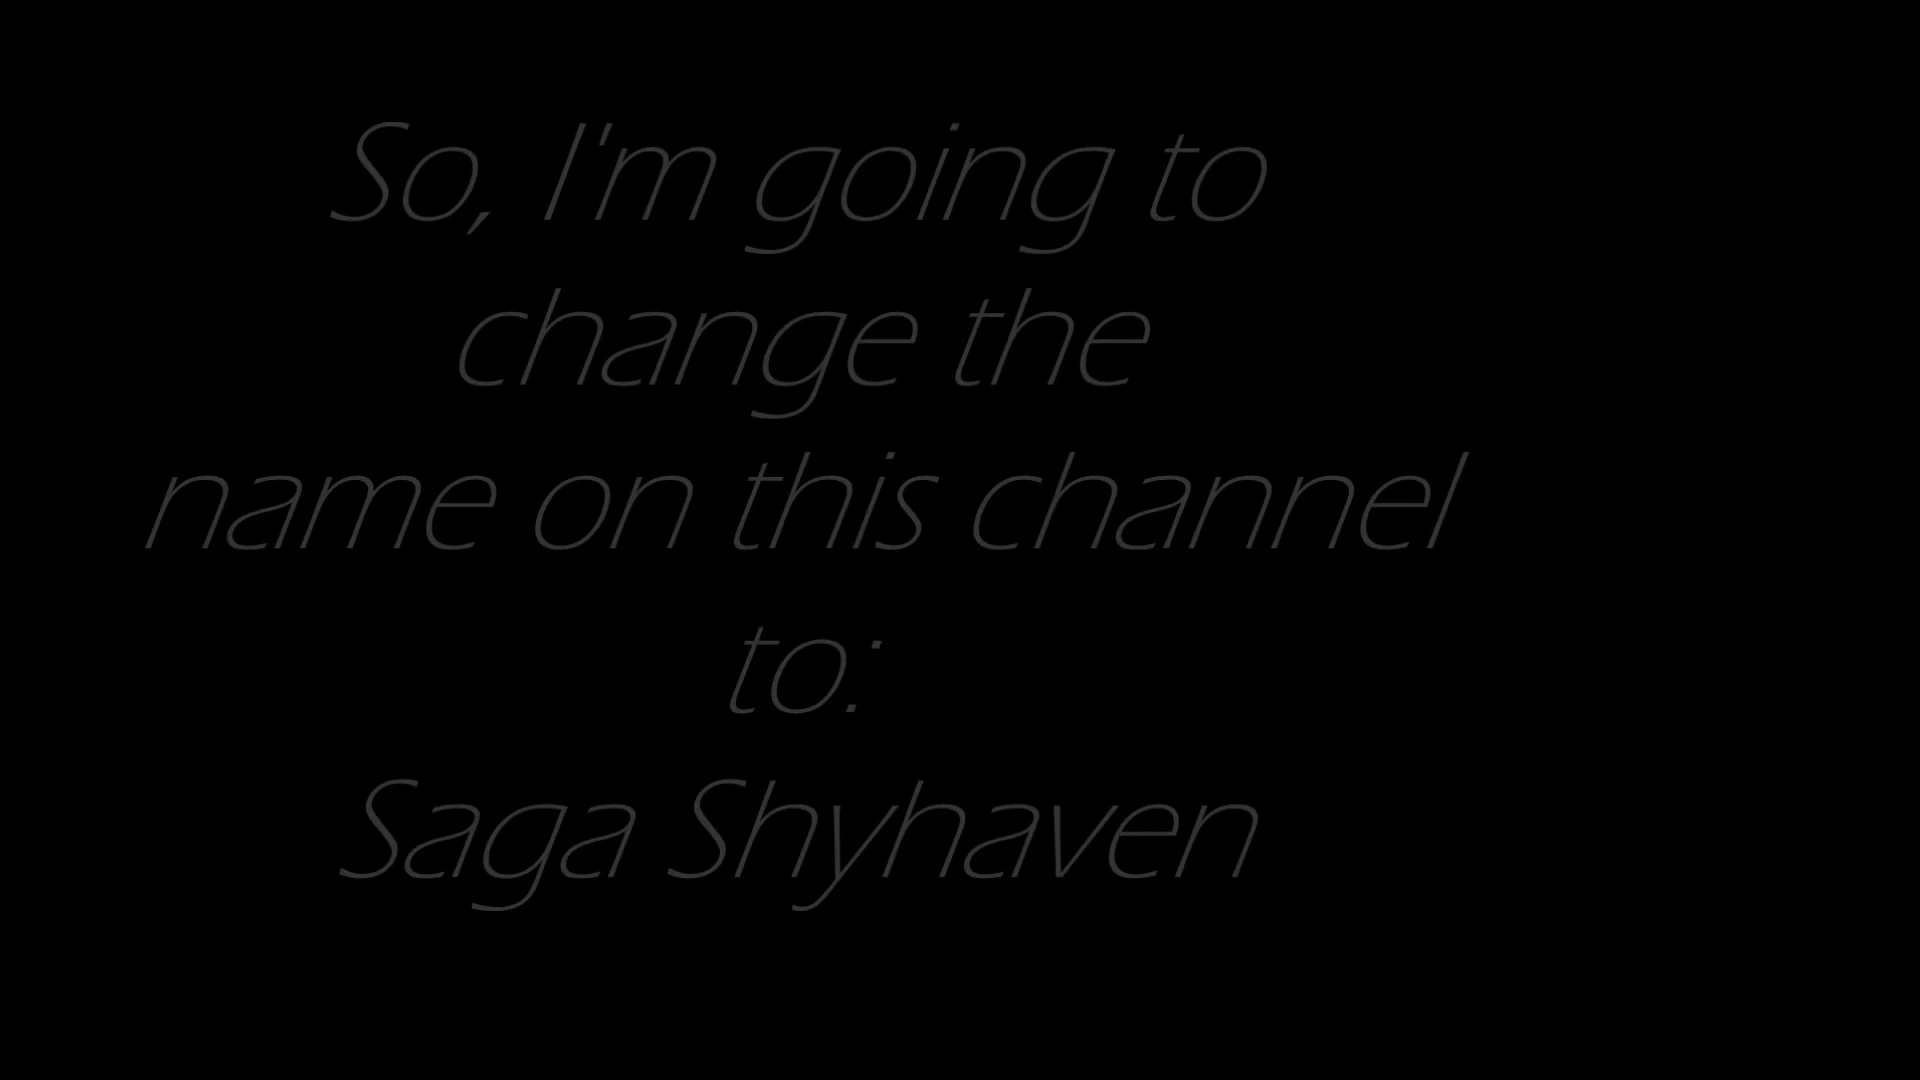 So, I'm going to
change the
name on this channel
to:
Saga Shyhaven